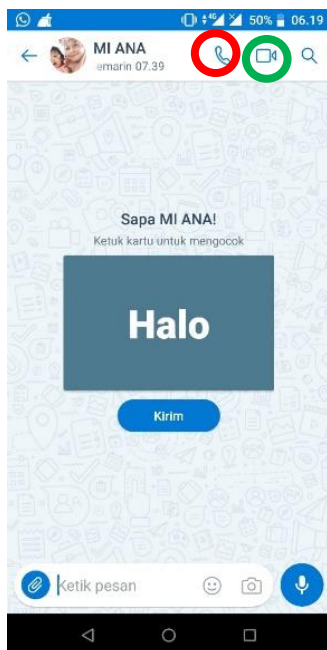 50% 06.19
MI ANA
emarin 07.39
Sapa MI ANA!
Ketuk kartu untuk mengocok
Halo
Kirim
Ketik pesan